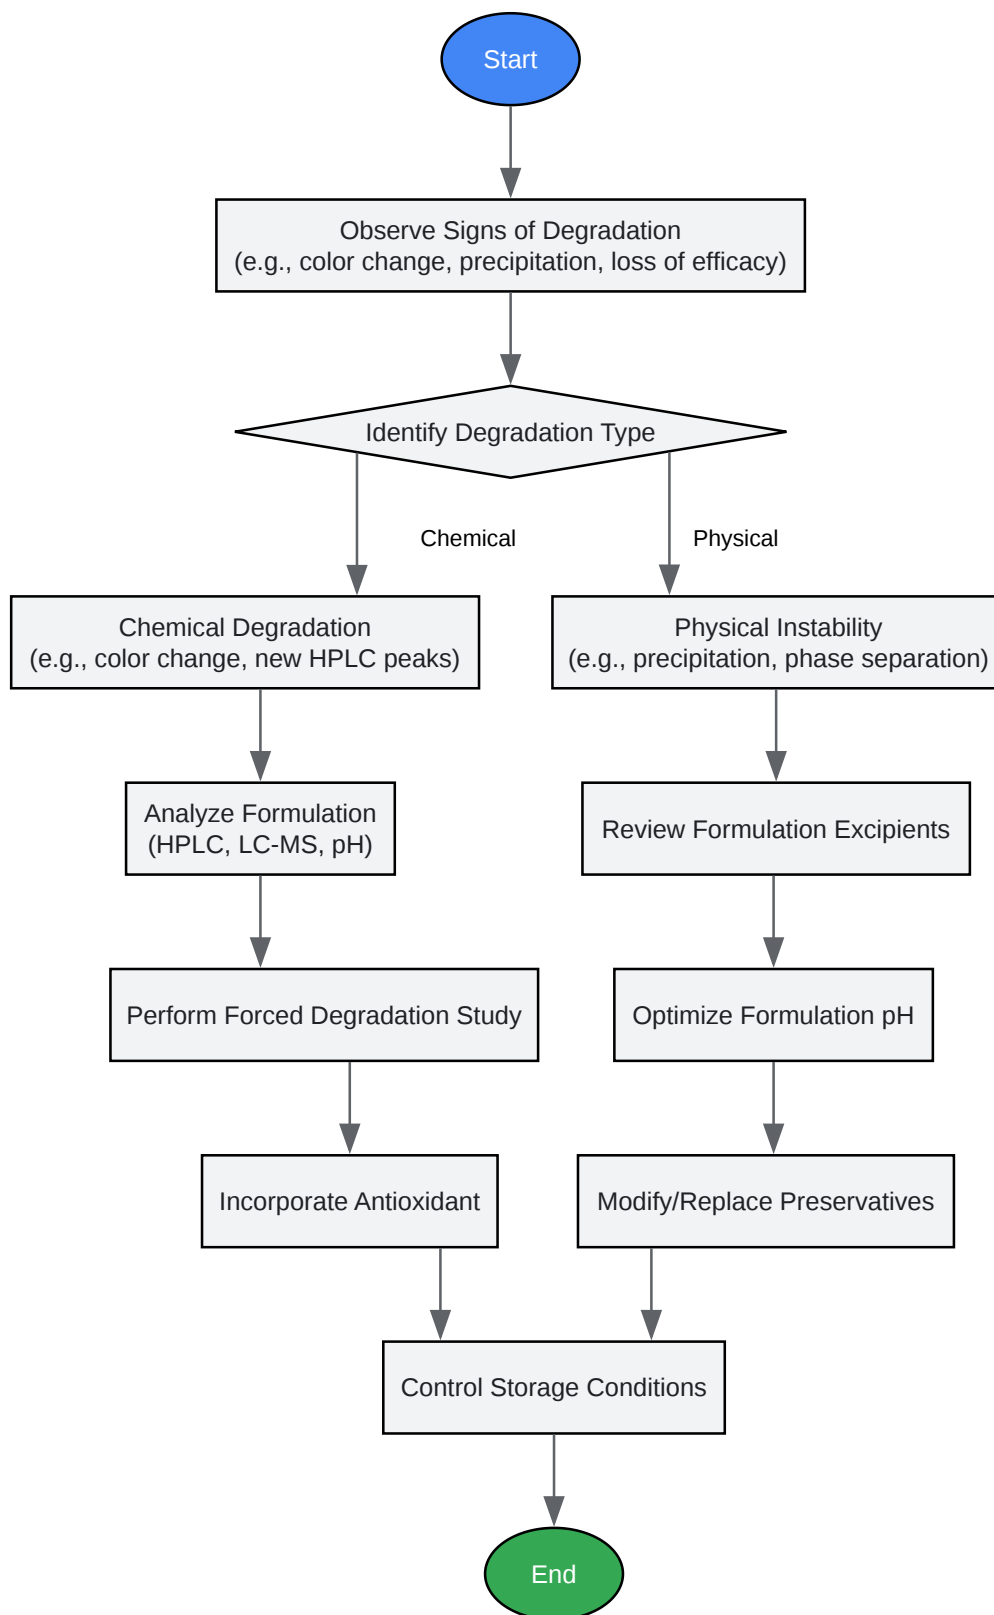 Start
Observe Signs of Degradation
(e.g., color change, precipitation, loss of efficacy)
Identify Degradation Type
Chemical
Physical
Chemical Degradation
(e.g., color change, new HPLC peaks)
Physical Instability
(e.g., precipitation, phase separation)
Analyze Formulation
(HPLC, LC-MS, pH)
Review Formulation Excipients
Perform Forced Degradation Study
Optimize Formulation pH
Incorporate Antioxidant
Modify/Replace Preservatives
Control Storage Conditions
End